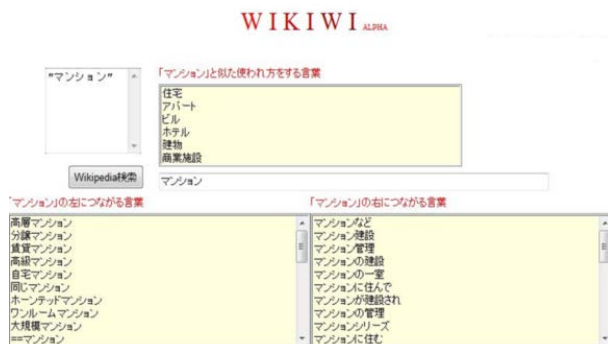 WIKIWI ALPHA
"マンション"
「マンション」と似た使われ方をする言葉
住宅
アパート
ビル
ホテル
建物
商業施設
Wikipedia検索
マンション
「マンション」の左につながる言葉
高層マンション
分譲マンション
賃貸マンション
高級マンション
自宅マンション
同じマンション
ホーンテッドマンション
ワンルームマンション
大規模マンション
==マンション
「マンション」の右につながる言葉
マンションなど
マンション建設
マンション管理
マンションの建設
マンションの一室
マンションに住んで
マンションが建設され
マンションの管理
マンションシリーズ
マンションに住む